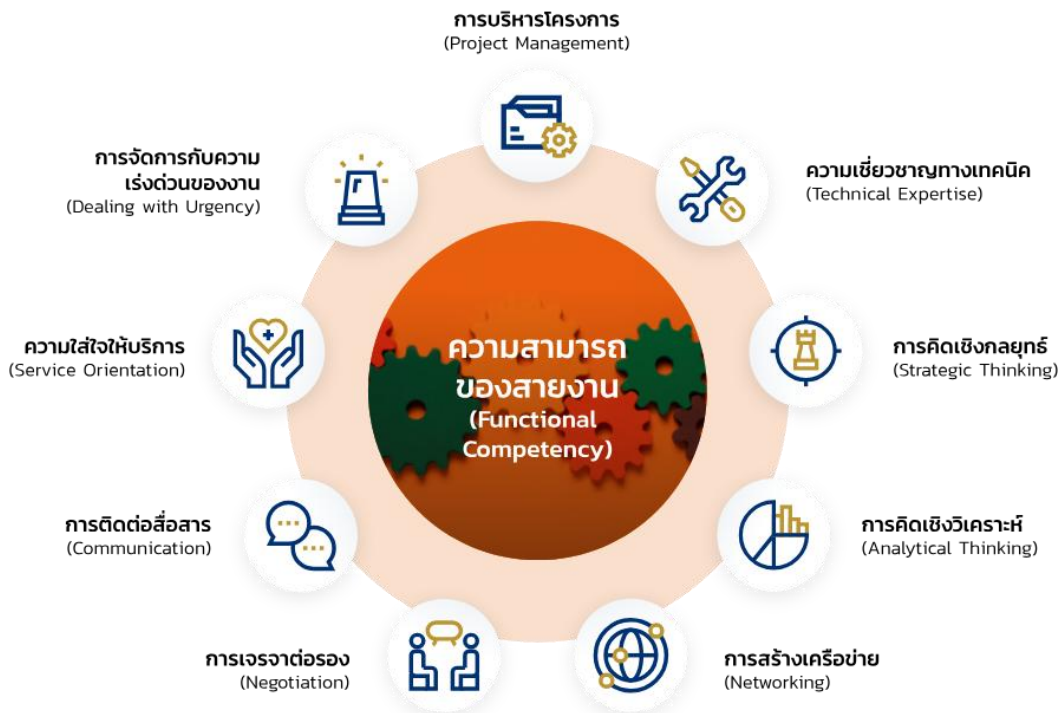 การบริหารโครงการ
(Project Management)
ความเชี่ยวชาญทางเทคนิค
(Technical Expertise)
การคิดเชิงกลยุทธ์
(Strategic Thinking)
การคิดเชิงวิเคราะห์
(Analytical Thinking)
การสร้างเครือข่าย
(Networking)
การเจรจาต่อรอง
(Negotiation)
การติดต่อสื่อสาร
(Communication)
ความใส่ใจให้บริการ
(Service Orientation)
การจัดการกับความ
เร่งด่วนของงาน
(Dealing with Urgency)
ความสามารถ
ของสายงาน
(Functional
Competency)